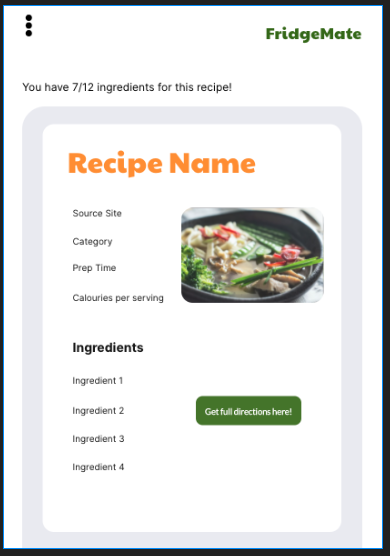 FridgeMate
You have 7/12 ingredients for this recipe!
Recipe Name
Source Site
Category
Prep Time
Calouries per serving
Ingredients
Ingredient 1
Ingredient 2
Get full directions here!
Ingredient 3
Ingredient 4